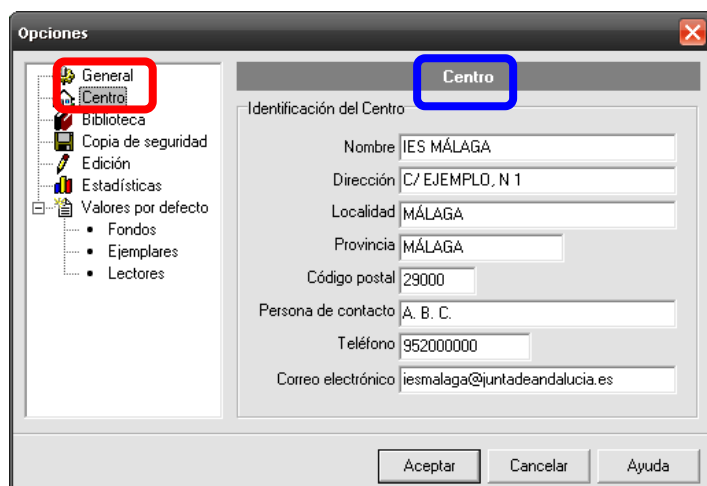 Opciones
General
Centro
Biblioteca
Copia de seguridad
Edición
Estadísticas
Valores por defecto
Fondos
Ejemplares
Lectores
Centro
Identificación del Centro
Nombre IES MÁLAGA
Dirección C/ EJEMPLO, N 1
Localidad MÁLAGA
Provincia MÁLAGA
Código postal 29000
Persona de contacto A. B. C.
Teléfono 952000000
Correo electrónico iesmalaga@juntadeandalucia.es
Aceptar Cancelar Ayuda